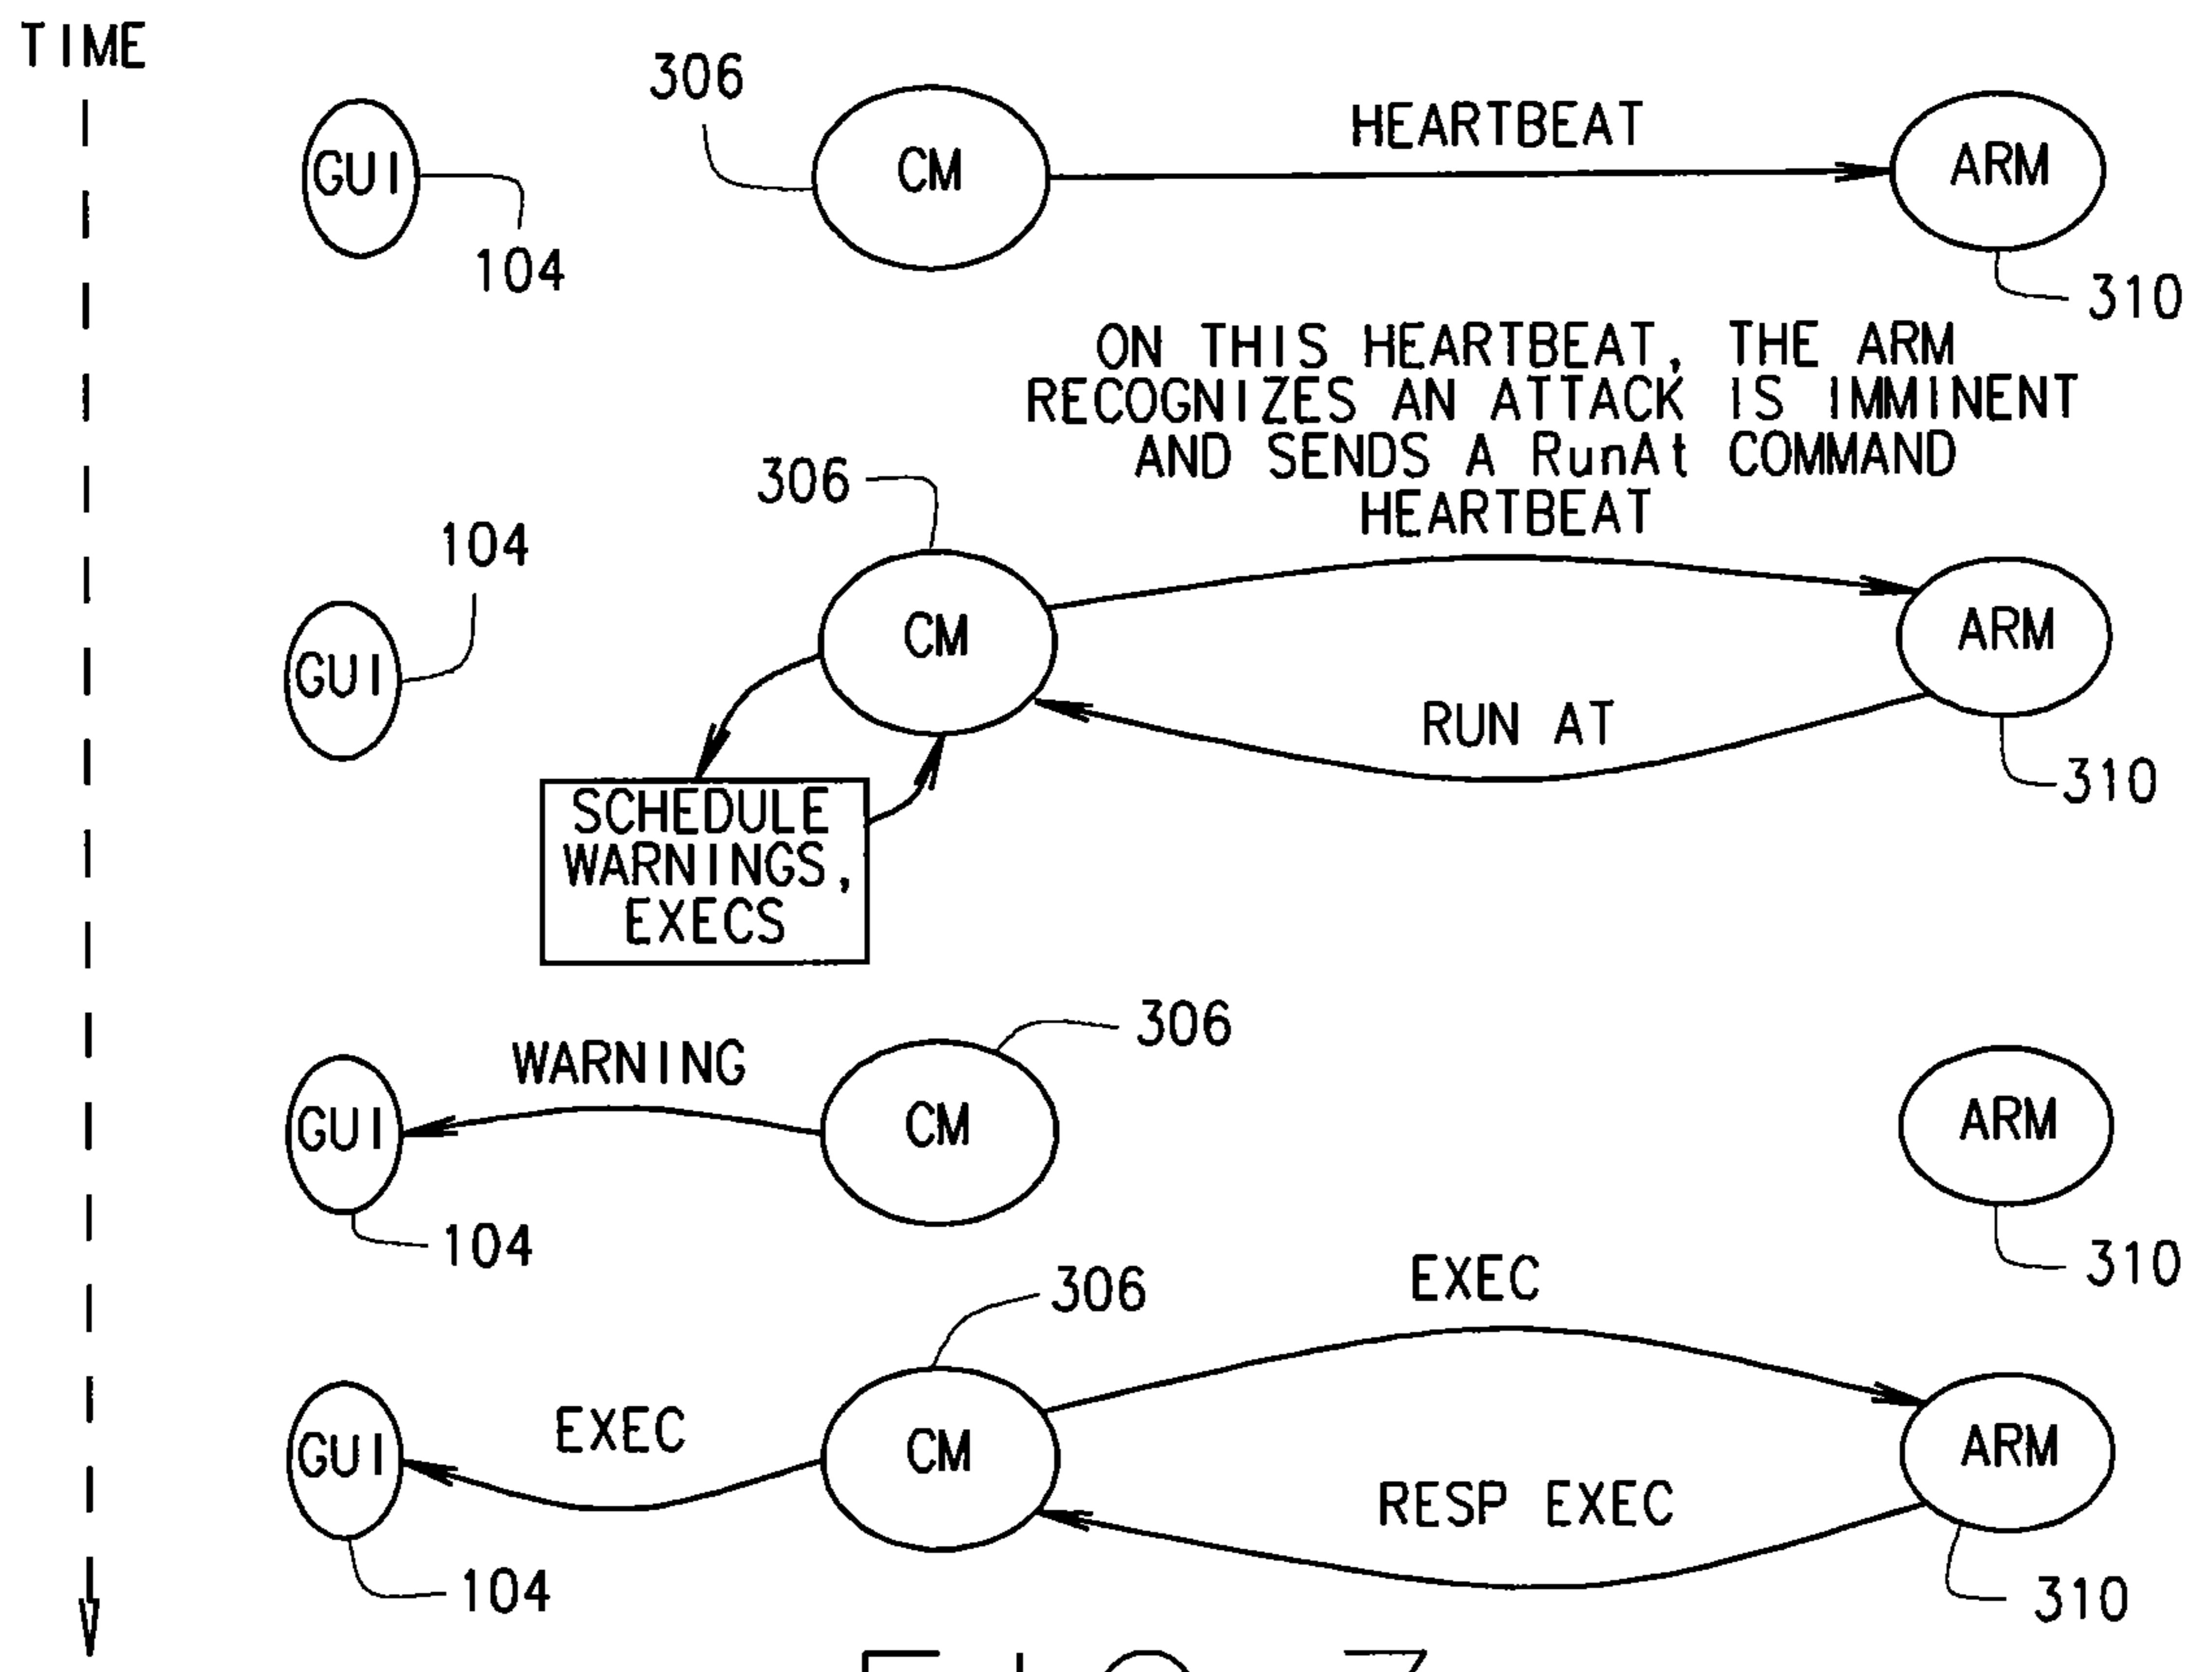 TIME
306
HEARTBEAT
GUI
CM
ARM
104
310
ON THIS HEARTBEAT, THE ARM
RECOGNIZES AN ATTACK IS IMMINENT
AND SENDS A RunAt COMMAND
306
HEARTBEAT
104
GUI
CM
ARM
RUN AT
310
SCHEDULE
WARNINGS,
EXECS
306
WARNING
GUI
CM
ARM
104
310
306
EXEC
GUI
EXEC
CM
ARM
RESP EXEC
104
310